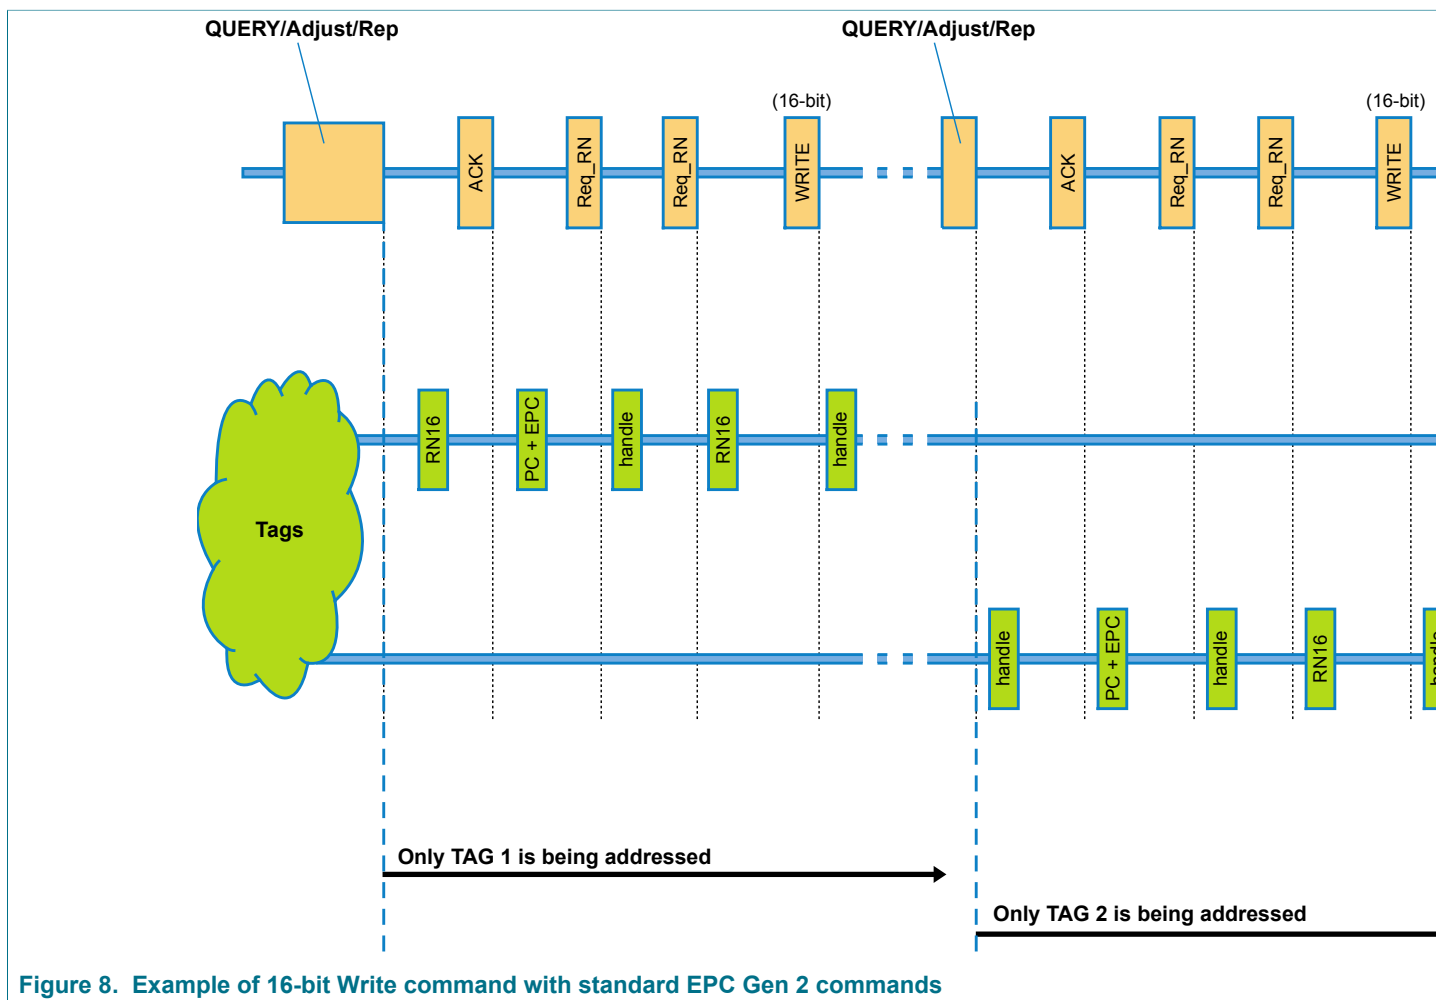 QUERY/Adjust/Rep QUERY/Adjust/Rep
(16-bit) (16-bit)
ACK Req_RN Req_RN WRITE ACK Req_RN Req_RN WRITE
RN16 PC + EPC handle RN16 handle
Tags
handle PC + EPC handle RN16 handle
Only TAG 1 is being addressed
Only TAG 2 is being addressed
Figure 8. Example of 16-bit Write command with standard EPC Gen 2 commands